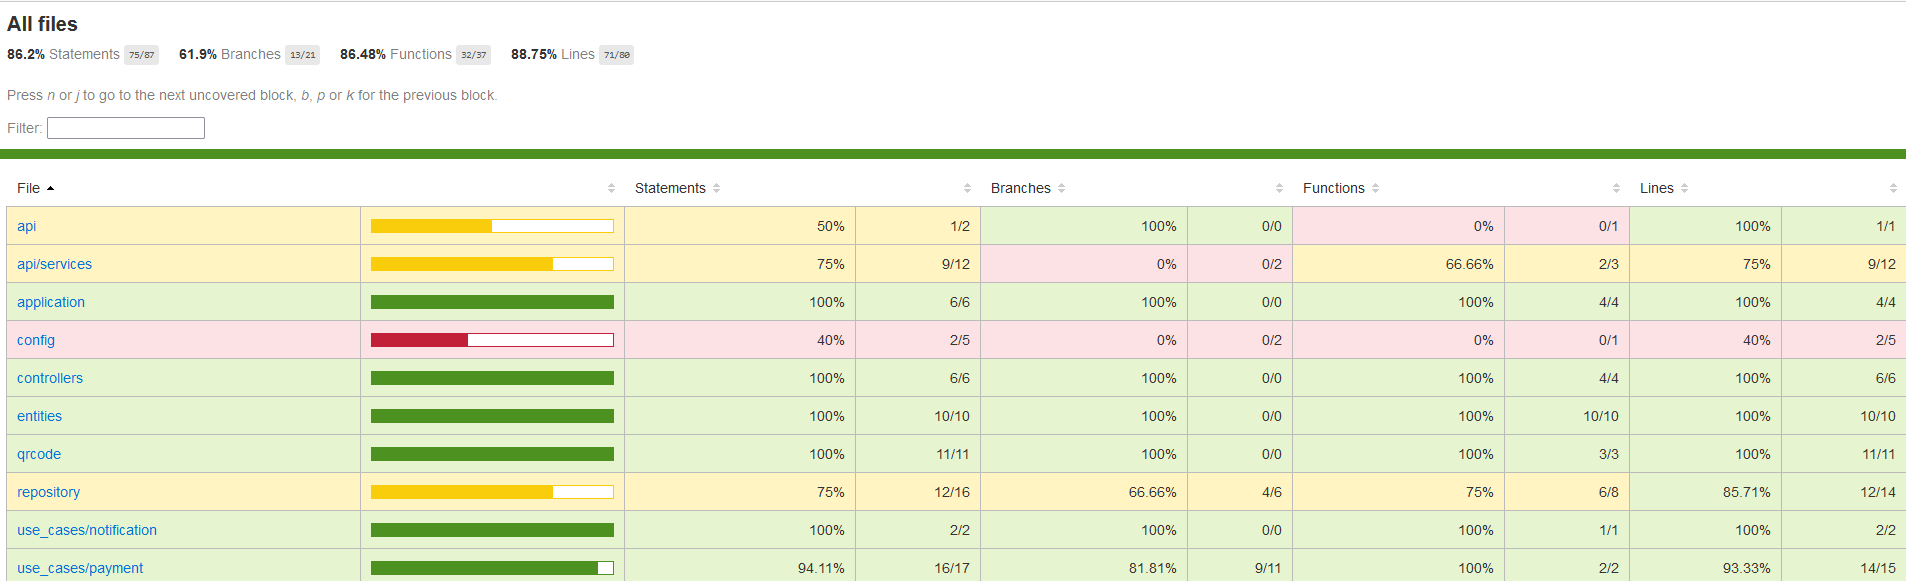 All files
86.2% Statements 75/87 61.9% Branches 13/21 86.48% Functions 32/37 88.75% Lines 71/80
Press n or j to go to the next uncovered block, b, p or k for the previous block.
Filter:
File Statements Branches Functions Lines
api 50% 1/2 100% 0/0 0% 0/1 100% 1/1
api/services 75% 9/12 0% 0/2 66.66% 2/3 75% 9/12
application 100% 6/6 100% 0/0 100% 4/4 100% 4/4
config 40% 2/5 0% 0/2 0% 0/1 40% 2/5
controllers 100% 6/6 100% 0/0 100% 4/4 100% 6/6
entities 100% 10/10 100% 0/0 100% 10/10 100% 10/10
qrcode 100% 11/11 100% 0/0 100% 3/3 100% 11/11
repository 75% 12/16 66.66% 4/6 75% 6/8 85.71% 12/14
use_cases/notification 100% 2/2 100% 0/0 100% 1/1 100% 2/2
use_cases/payment 94.11% 16/17 81.81% 9/11 100% 2/2 93.33% 14/15